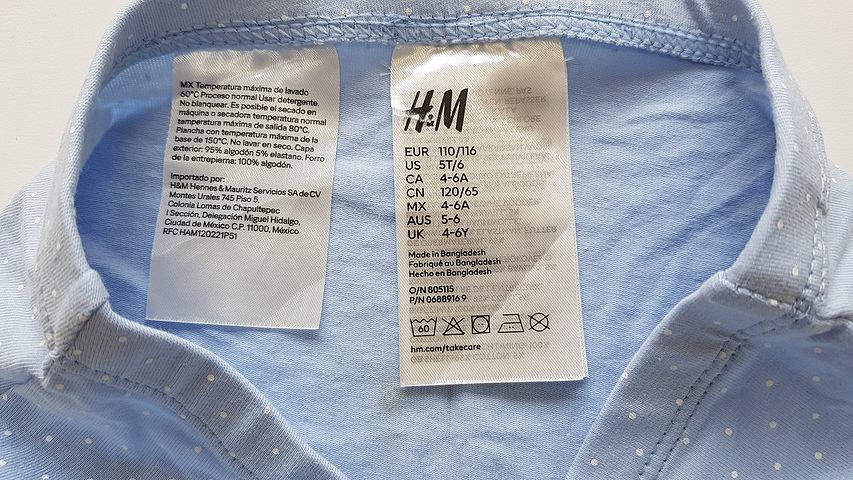 MX Temperatura máxima de lavado
60°C Proceso normal Usar detergente.
No blanquear. Es posible el secado en
máquina o secadora temperatura normal
temperatura máxima de salida 80°C.
Plancha con temperatura máxima de la
base de 150°C. No lavar en seco. Capa
exterior: 95% algodón 5% elastano. Forro
de la entrepierna: 100% algodón.
Importado por:
H&M Hennes & Mauritz Servicios SA de CV
Montes Urales 745 Piso 5,
Colonia Lomas de Chapultepec
I Sección, Delegación Miguel Hidalgo,
Ciudad de México C.P. 11000, México
RFC HAM120221P51
H&M
EUR 110/116
US 5T/6
CA 4-6A
CN 120/65
MX 4-6A
AUS 5-6
UK 4-6Y
Made in Bangladesh
Fabriqué au Bangladesh
Hecho en Bangladesh
O/N 805115
P/N 0688916 9
60
hm.com/takecare